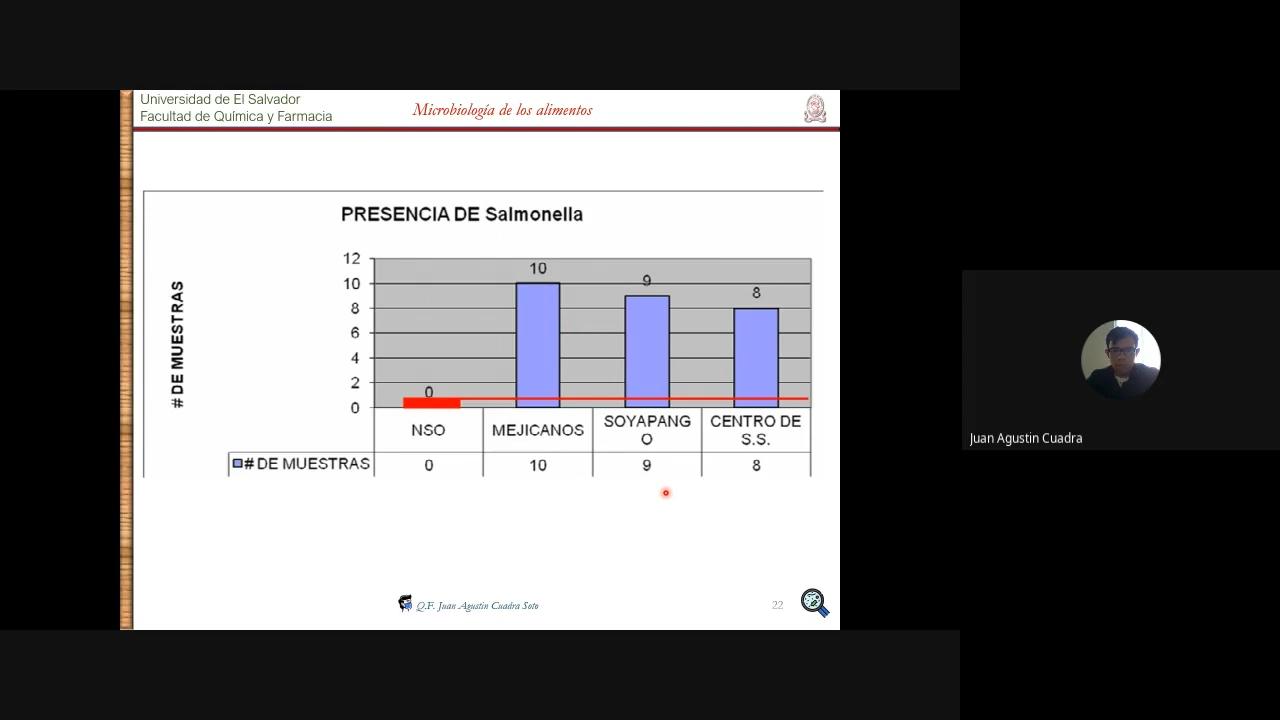 Universidad de El Salvador
Facultad de Química y Farmacia
Microbiología de los alimentos
PRESENCIA DE Salmonella
# DE MUESTRAS
12
10
8
6
4
2
0
0
10
9
8
NSO
MEJICANOS
SOYAPANG
O
CENTRO DE
S.S.
# DE MUESTRAS 0 10 9 8
Juan Agustin Cuadra
Q.F. Juan Agustín Cuadra Soto
22